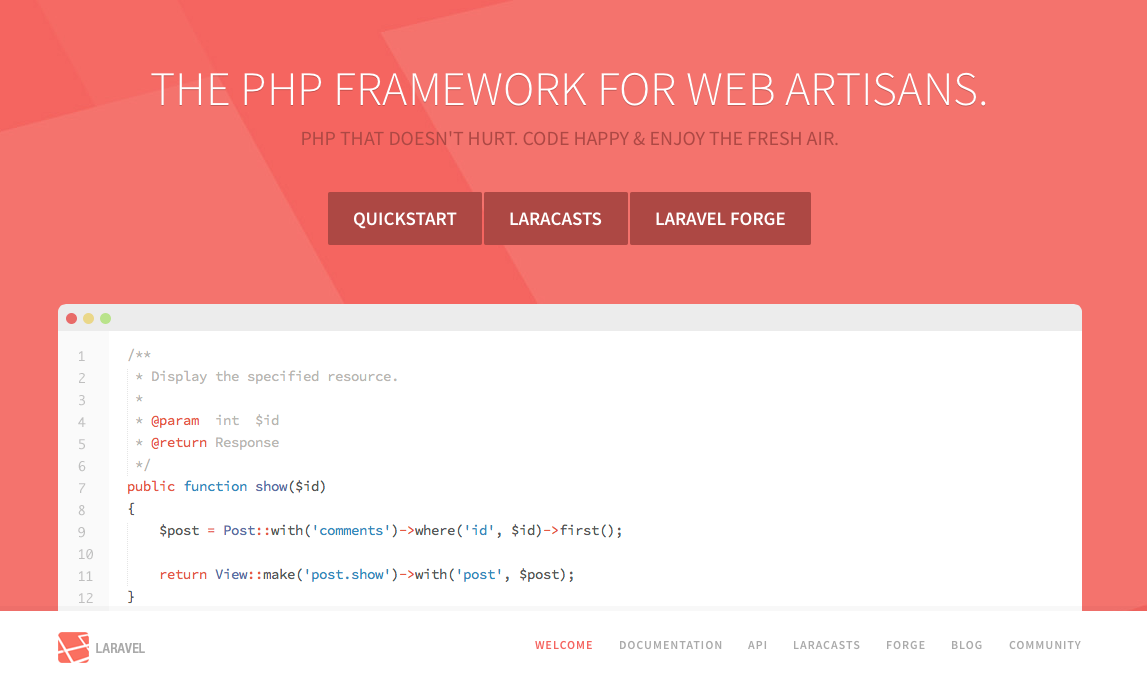 THE PHP FRAMEWORK FOR WEB ARTISANS.
PHP THAT DOESN'T HURT. CODE HAPPY & ENJOY THE FRESH AIR.
QUICKSTART LARACASTS LARAVEL FORGE
1 /**
2  * Display the specified resource.
3  *
4  * @param  int  $id
5  * @return Response
6  */
7 public function show($id)
8 {
9     $post = Post::with('comments')->where('id', $id)->first();
10
11     return View::make('post.show')->with('post', $post);
12 }
LARAVEL WELCOME DOCUMENTATION API LARACASTS FORGE BLOG COMMUNITY